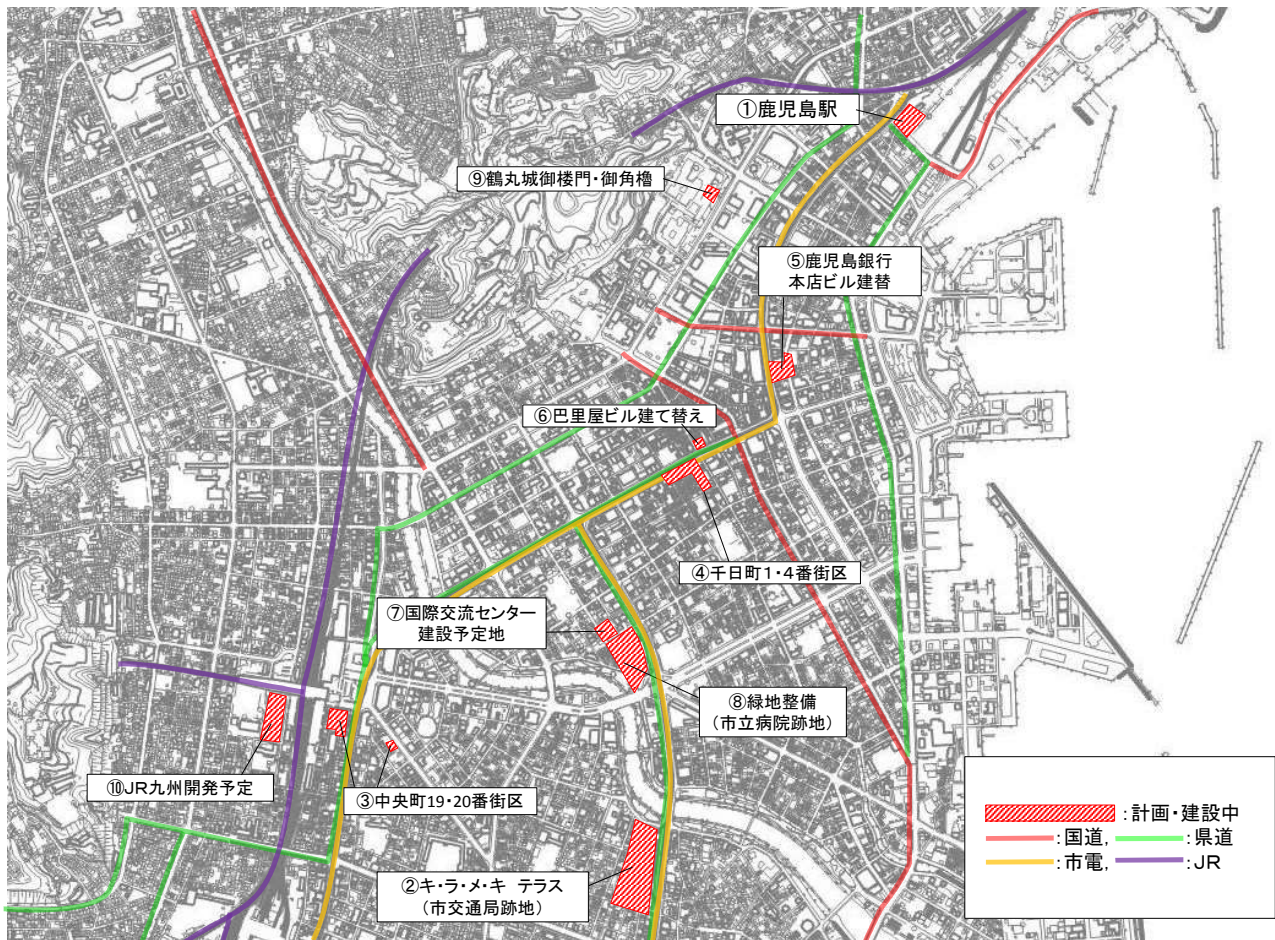 ①鹿児島駅
⑨鶴丸城御楼門・御角櫓
⑤鹿児島銀行
本店ビル建替
⑥巴里屋ビル建て替え
④千日町1・4番街区
⑦国際交流センター
建設予定地
⑧緑地整備
（市立病院跡地）
⑩JR九州開発予定
③中央町19・20番街区
②キ・ラ・メ・キ テラス
（市交通局跡地）
：計画・建設中
：国道, ：県道
：市電, ：JR